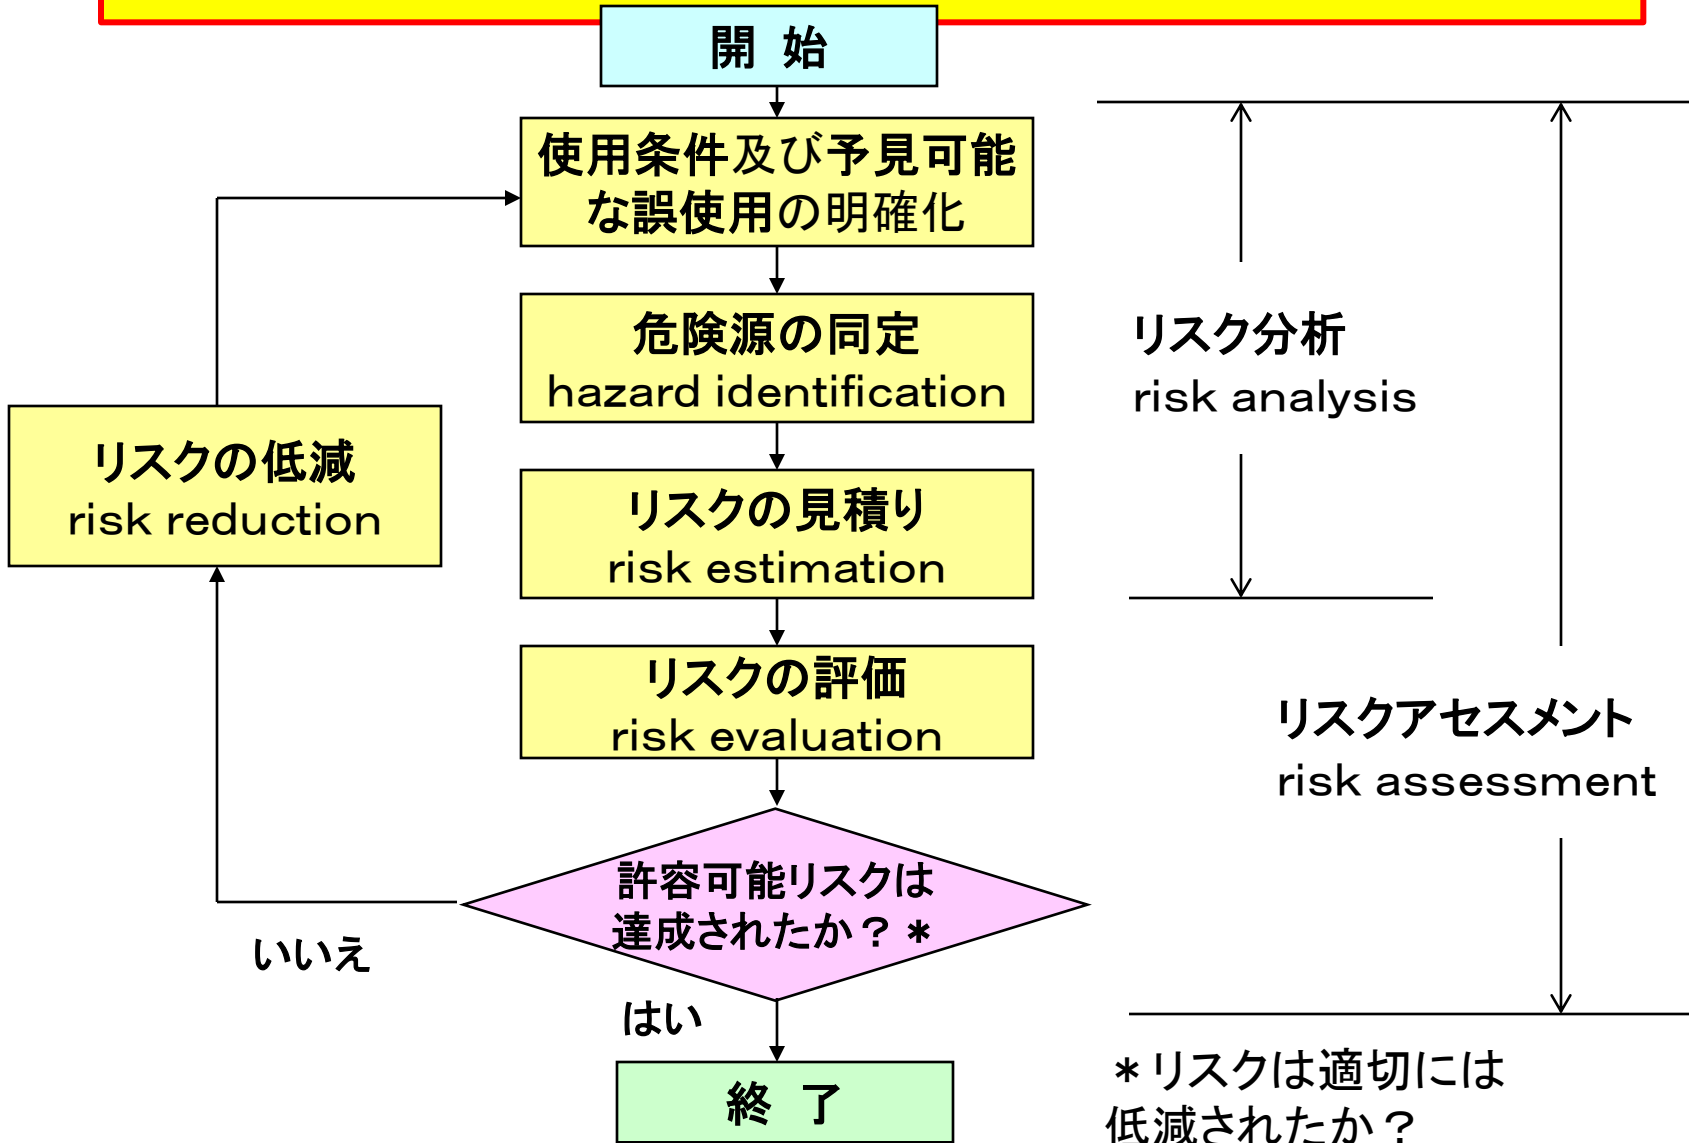 開 始
使用条件及び予見可能
な誤使用の明確化
危険源の同定
hazard identification
リスク分析
risk analysis
リスクの低減
risk reduction
リスクの見積り
risk estimation
リスクの評価
risk evaluation
リスクアセスメント
risk assessment
許容可能リスクは
達成されたか？＊
いいえ
はい
終 了
＊リスクは適切には
低減されたか？